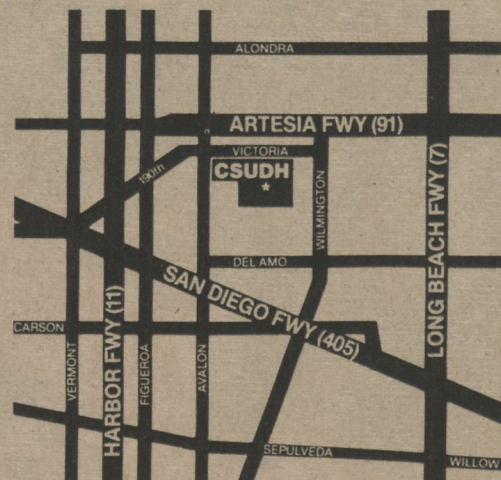 ALONDRA
ARTESIA FWY (91)
VICTORIA
190th
CSUDH
WILMINGTON
LONG BEACH FWY (7)
DEL AMO
SAN DIEGO FWY (405)
CARSON
VERMONT
HARBOR FWY (11)
FIGUEROA
AVALON
SEPULVEDA
WILLOW